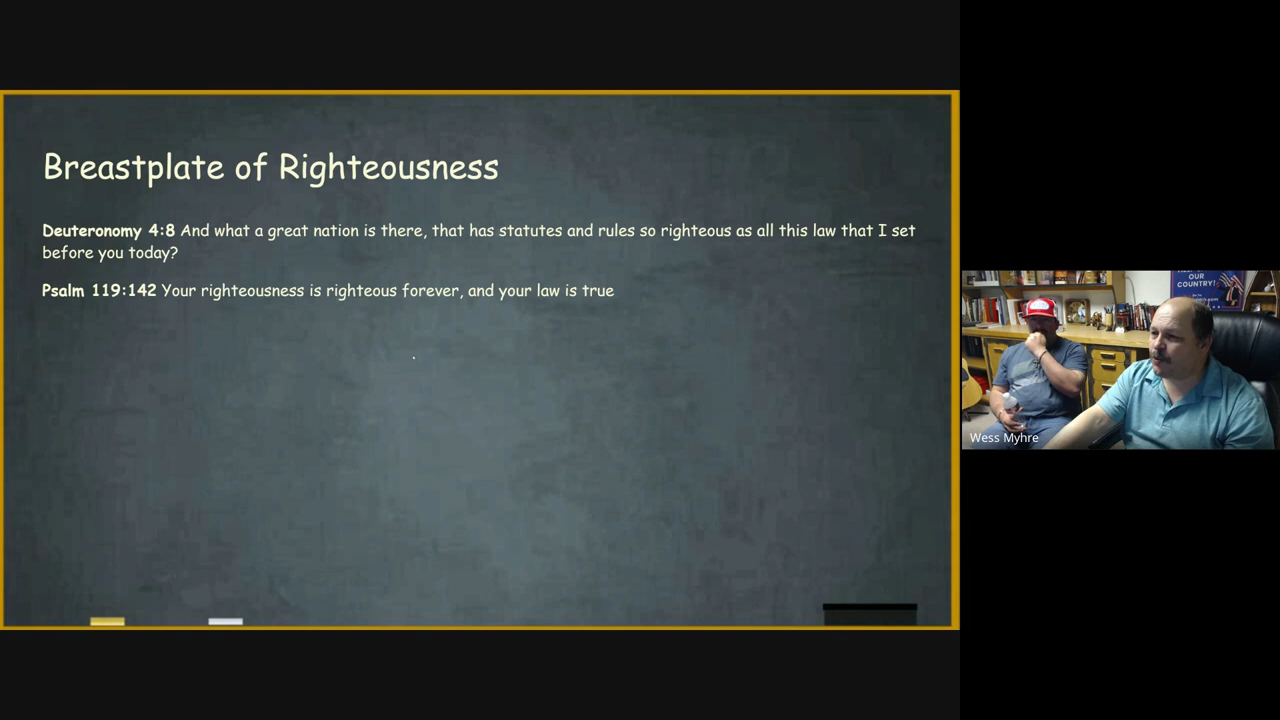 Breastplate of Righteousness
Deuteronomy 4:8 And what a great nation is there, that has statutes and rules so righteous as all this law that I set
before you today?
Psalm 119:142 Your righteousness is righteous forever, and your law is true
OUR
COUNTRY!
Wess Myhre